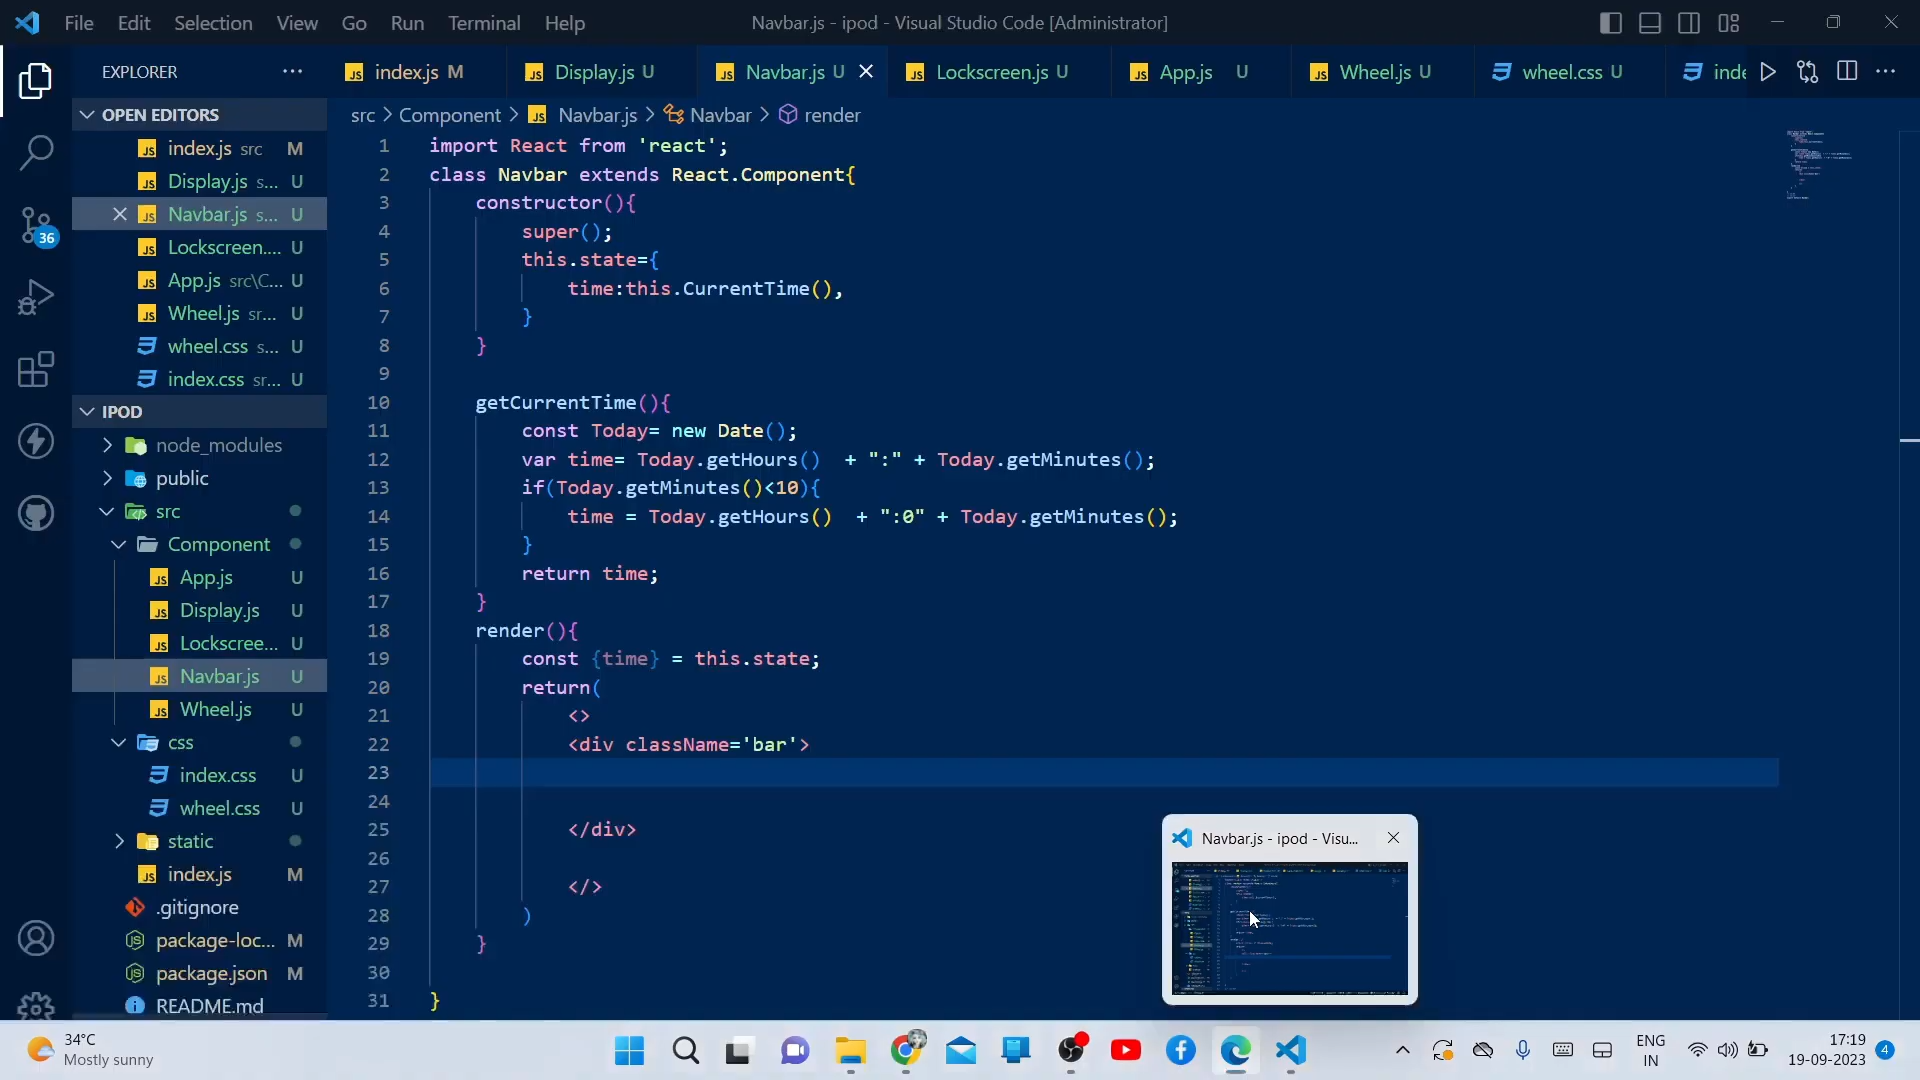 File Edit Selection View Go Run Terminal Help
Navbar.js - ipod - Visual Studio Code [Administrator]
EXPLORER
index.js M
Display.js U
Navbar.js U
Lockscreen.js U
App.js U
Wheel.js U
wheel.css U
OPEN EDITORS
index.js src M
Display.js s... U
Navbar.js s... U
Lockscreen.... U
App.js src\C... U
Wheel.js sr... U
wheel.css s... U
index.css sr... U
36
IPOD
node_modules
public
src
Component
App.js U
Display.js U
Lockscree... U
Navbar.js U
Wheel.js U
css
index.css U
wheel.css U
static
index.js M
.gitignore
package-loc... M
package.json M
README.md
src > Component > Navbar.js > Navbar > render
1 import React from 'react';
2 class Navbar extends React.Component{
3 constructor(){
4 super();
5 this.state={
6 time:this.CurrentTime(),
7 }
8 }
9
10 getCurrentTime(){
11 const Today= new Date();
12 var time= Today.getHours()  + ":" + Today.getMinutes();
13 if(Today.getMinutes()<10){
14 time = Today.getHours()  + ":0" + Today.getMinutes();
15 }
16 return time;
17 }
18 render(){
19 const {time} = this.state;
20 return(
21 <>
22 <div className='bar'>
23
24
25 </div>
26
27 </>
28 )
29 }
30
31 }
Navbar.js - ipod - Visu...
34°C
Mostly sunny
ENG
IN
17:19
19-09-2023
4